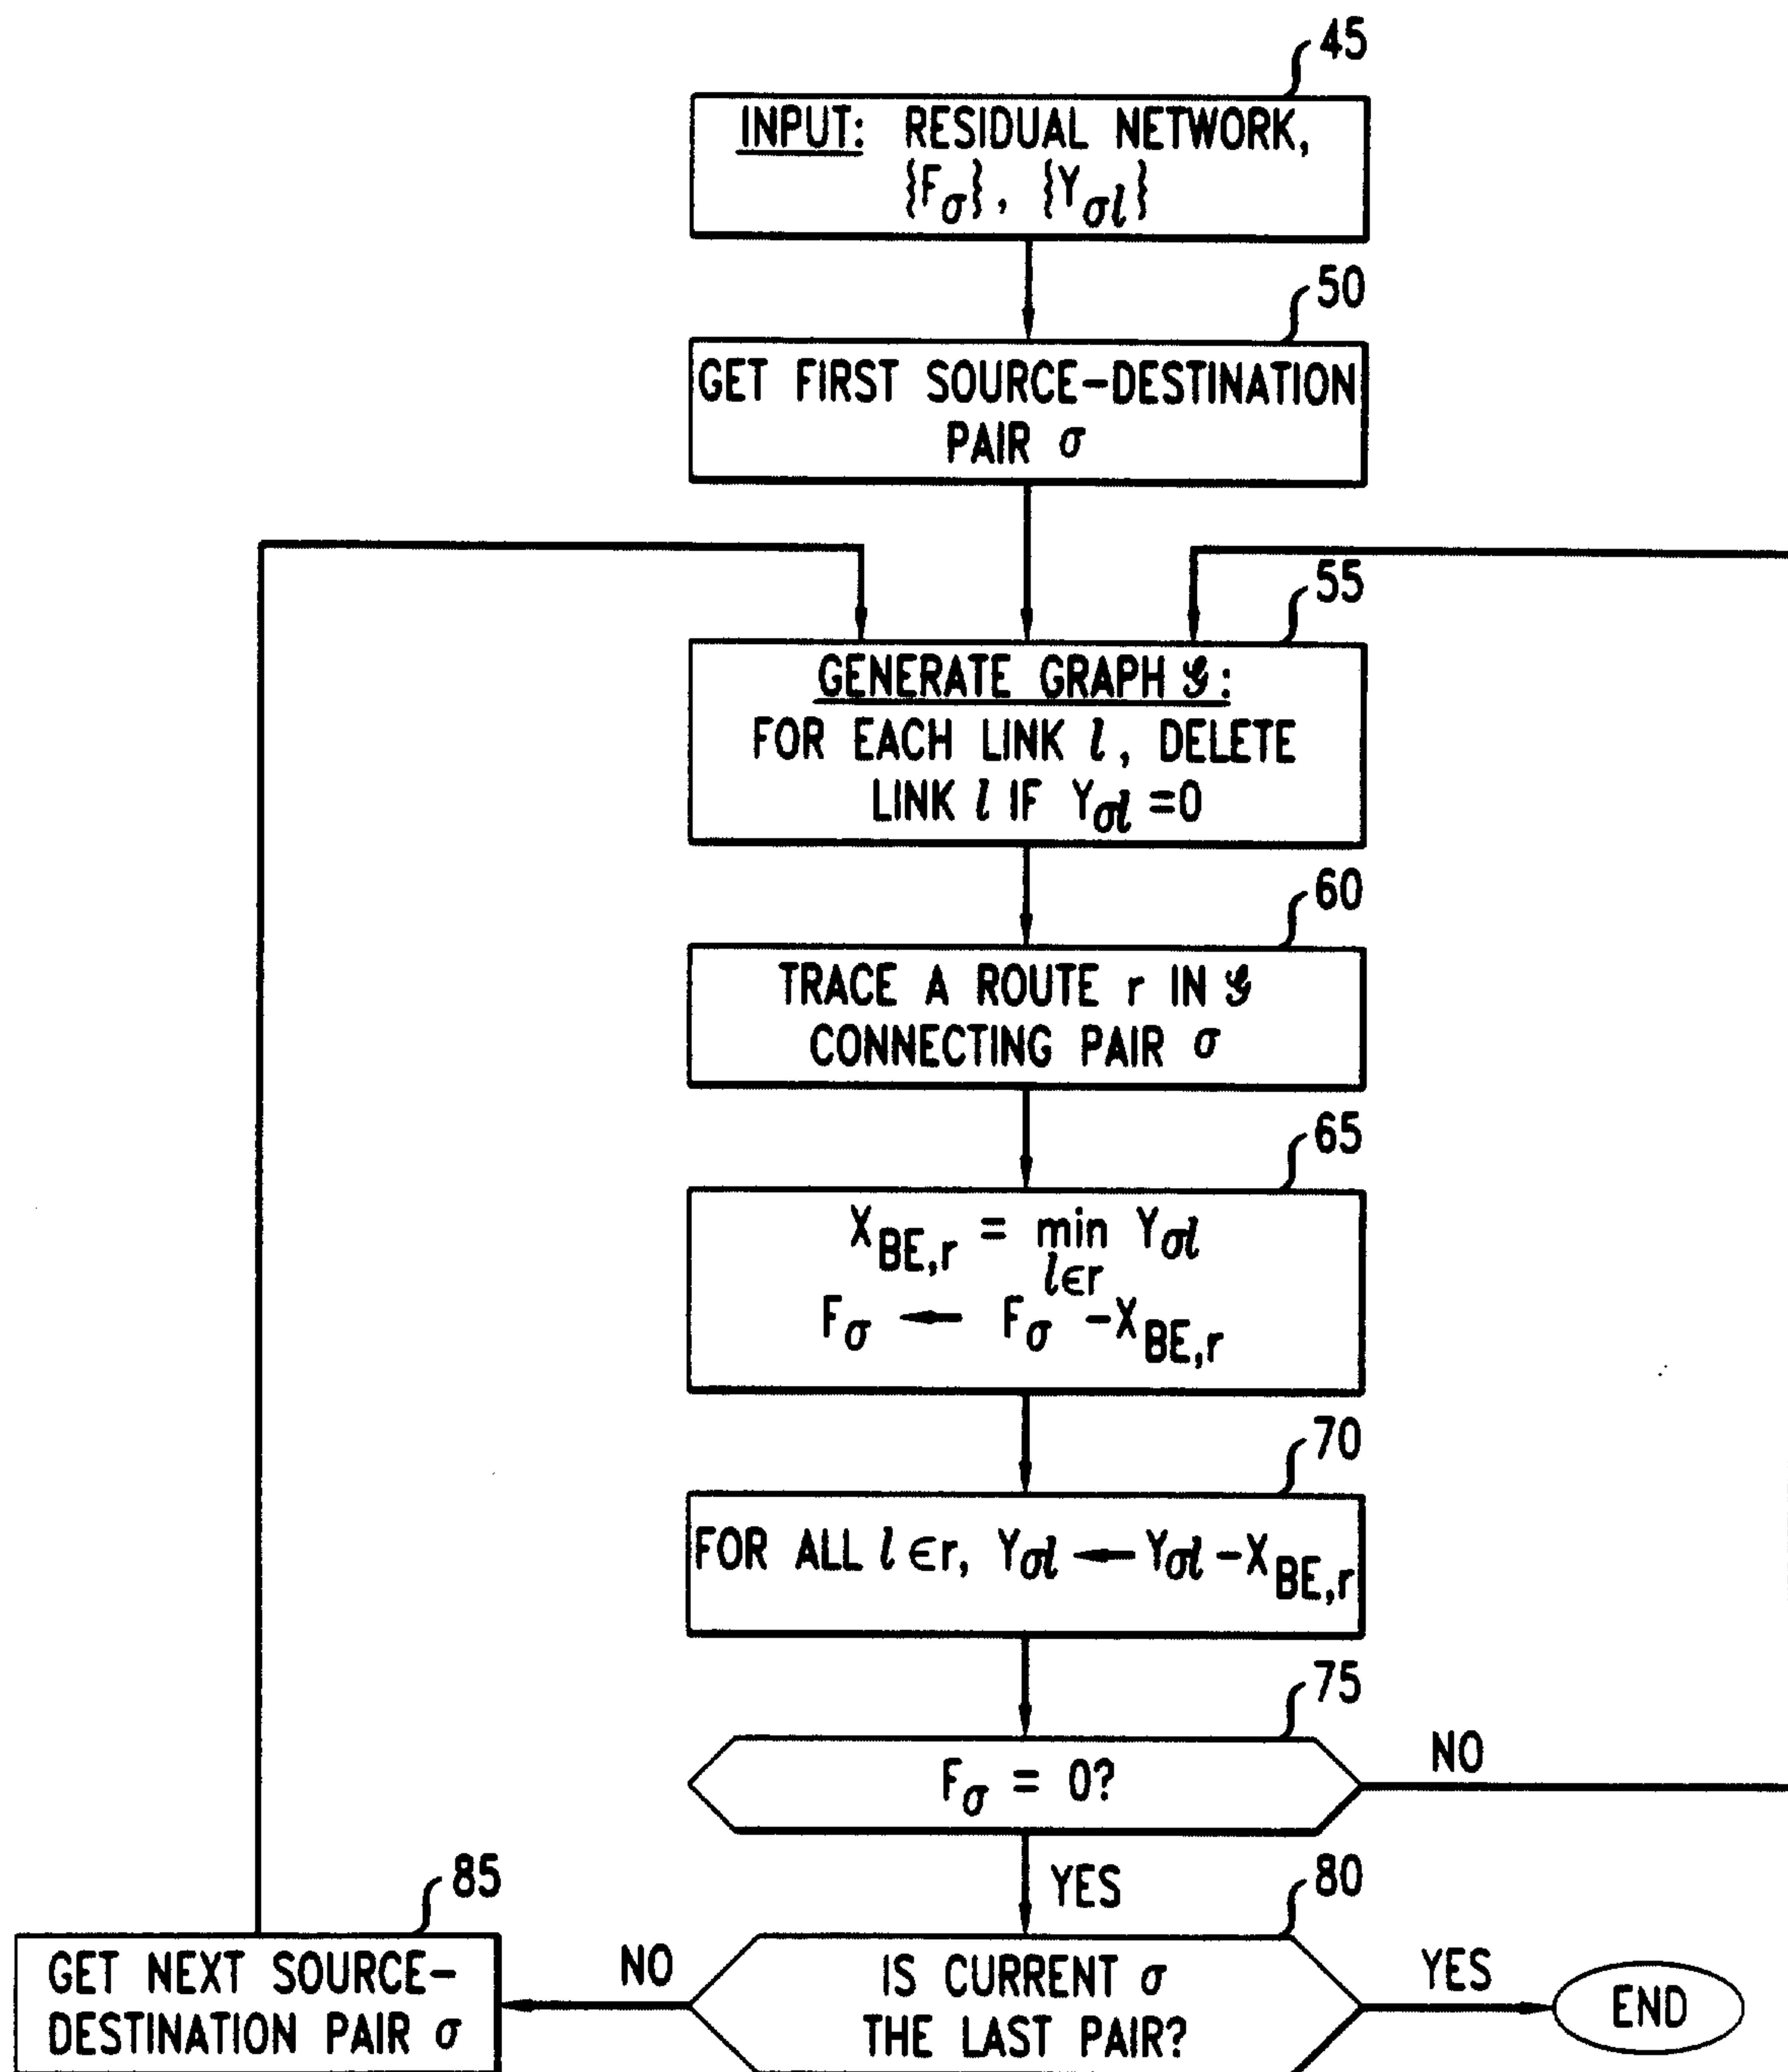 45
INPUT: RESIDUAL NETWORK,
{Fσ}, {Yσl}
50
GET FIRST SOURCE-DESTINATION
PAIR σ
55
GENERATE GRAPH 𝒢:
FOR EACH LINK l, DELETE
LINK l IF Yσl =0
60
TRACE A ROUTE r IN 𝒢
CONNECTING PAIR σ
65
XBE,r = min Yσl
l∈r
Fσ ← Fσ -XBE,r
70
FOR ALL l ∈r, Yσl ← Yσl -XBE,r
75
Fσ = 0?
NO
YES
80
IS CURRENT σ
THE LAST PAIR?
YES
END
NO
85
GET NEXT SOURCE-
DESTINATION PAIR σ